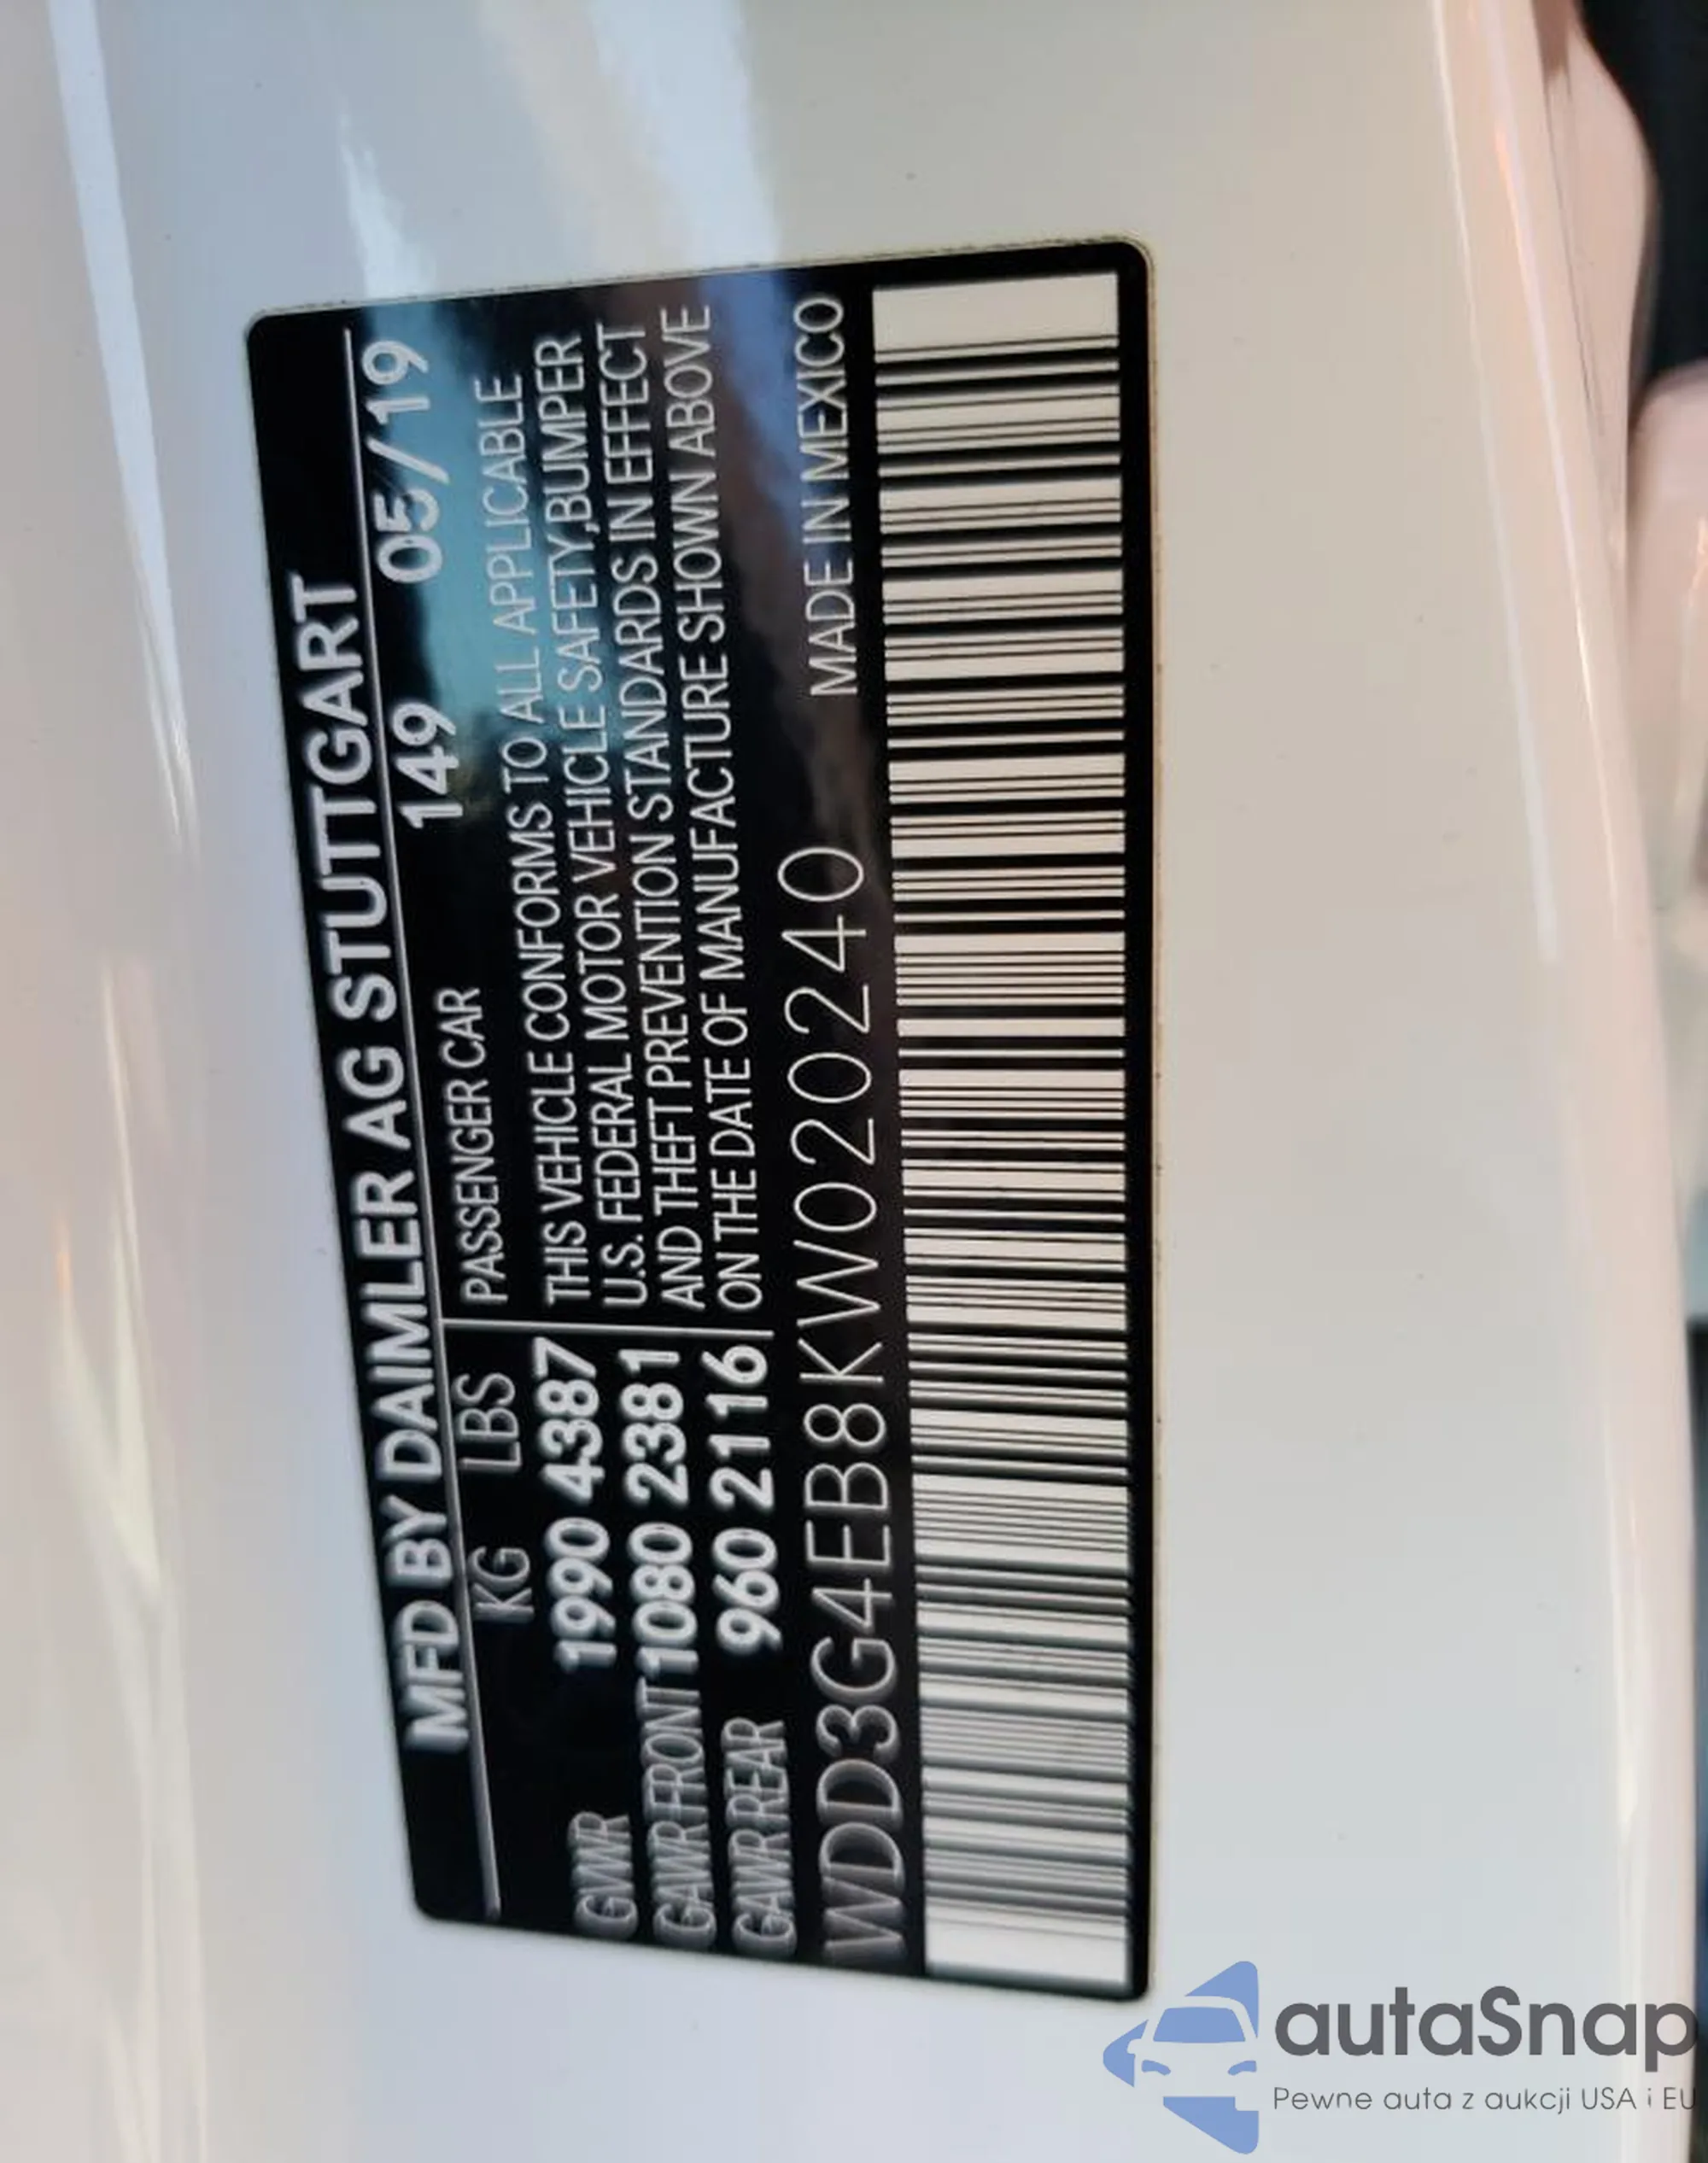 MFD BY DAIMLER AG STUTTGART
KG LBS PASSENGER CAR 149 05/19
GVWR 1990 4387 THIS VEHICLE CONFORMS TO ALL APPLICABLE
U.S. FEDERAL MOTOR VEHICLE SAFETY,BUMPER
GAWR FRONT 1080 2381 AND THEFT PREVENTION STANDARDS IN EFFECT
GAWR REAR 960 2116 ON THE DATE OF MANUFACTURE SHOWN ABOVE
WDD3G4EB8KW020240 MADE IN MEXICO
autaSnap
Pewne auta z aukcji USA i EU